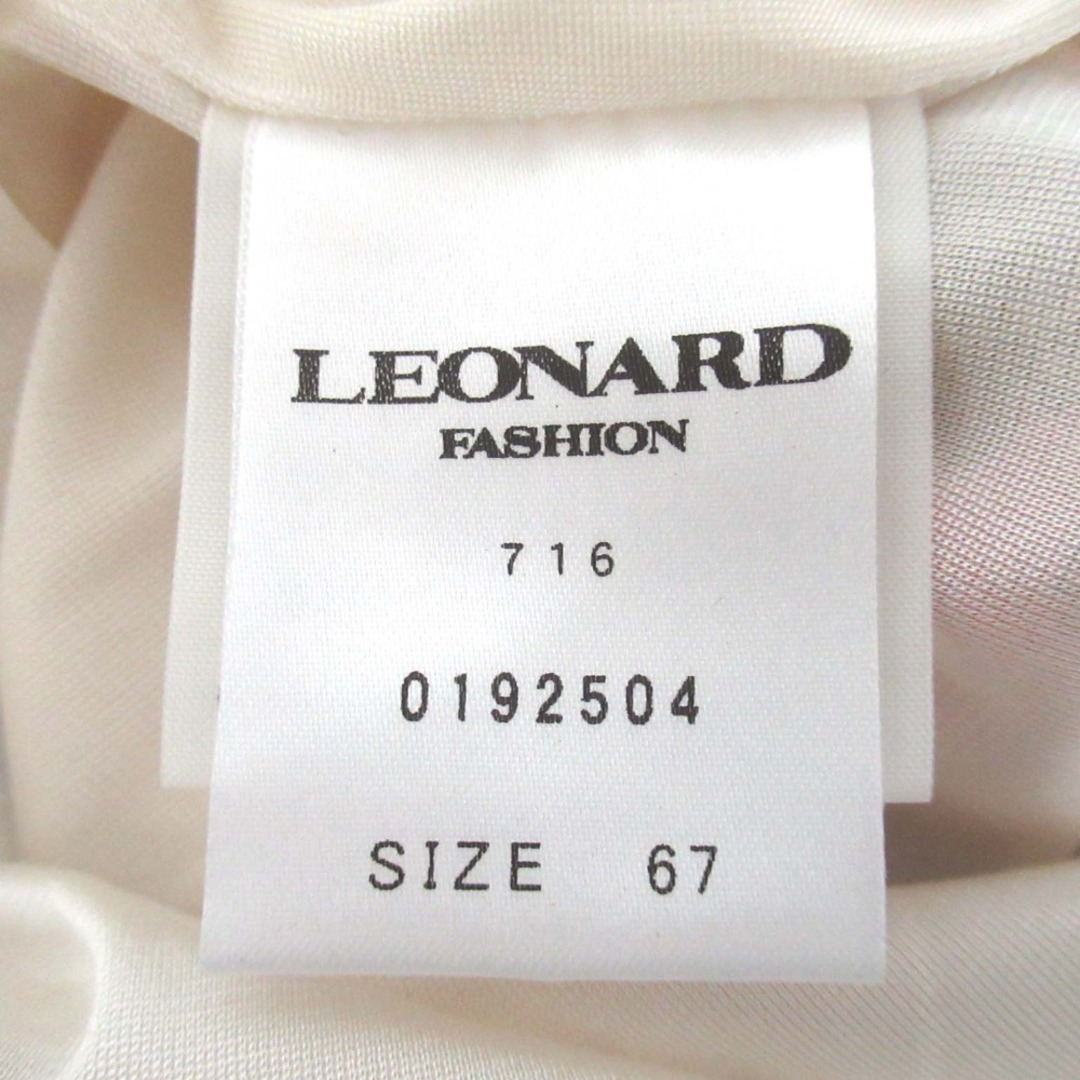 LEONARD
FASHION
716
0192504
SIZE 67